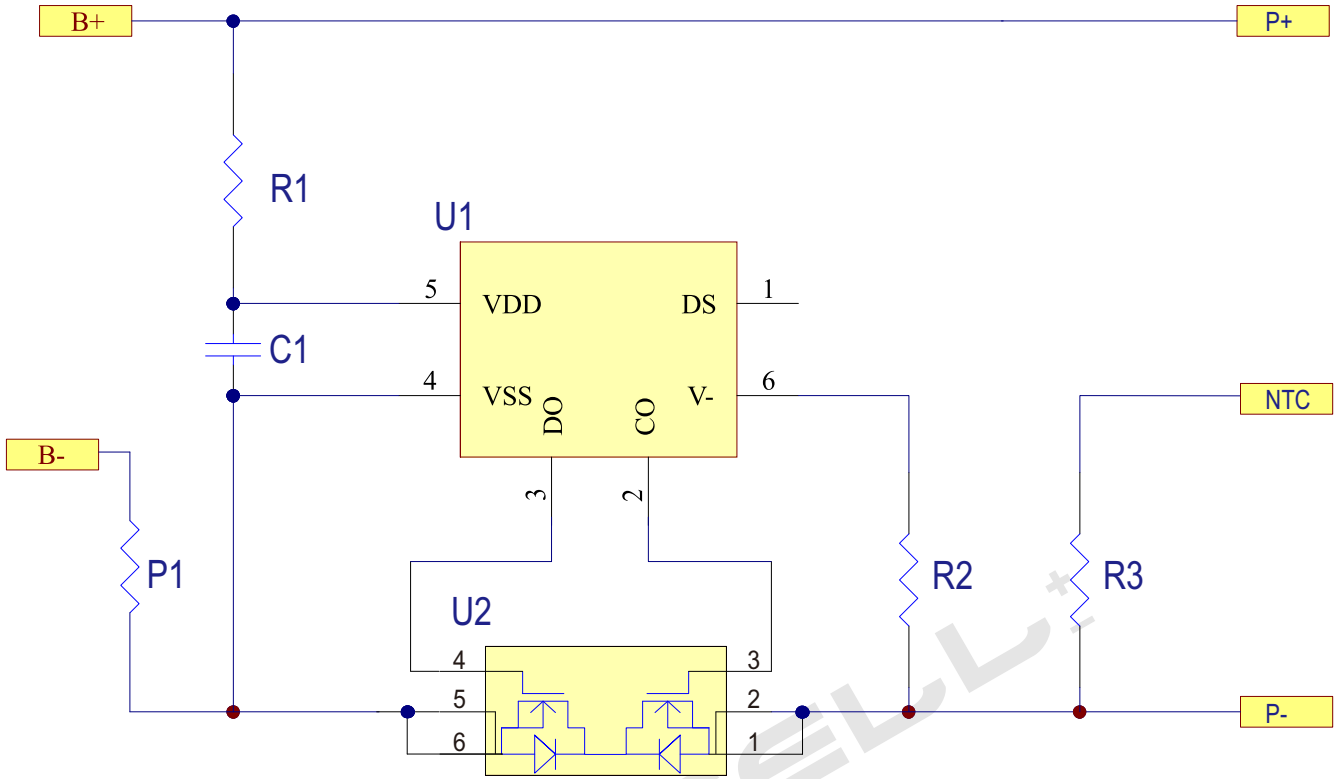 B+
P+
R1
U1
5 VDD DS 1
C1
4 VSS V- 6
DO CO
NTC
B-
3 2
P1 R2 R3
U2
4 3
5 2
P-
6 1